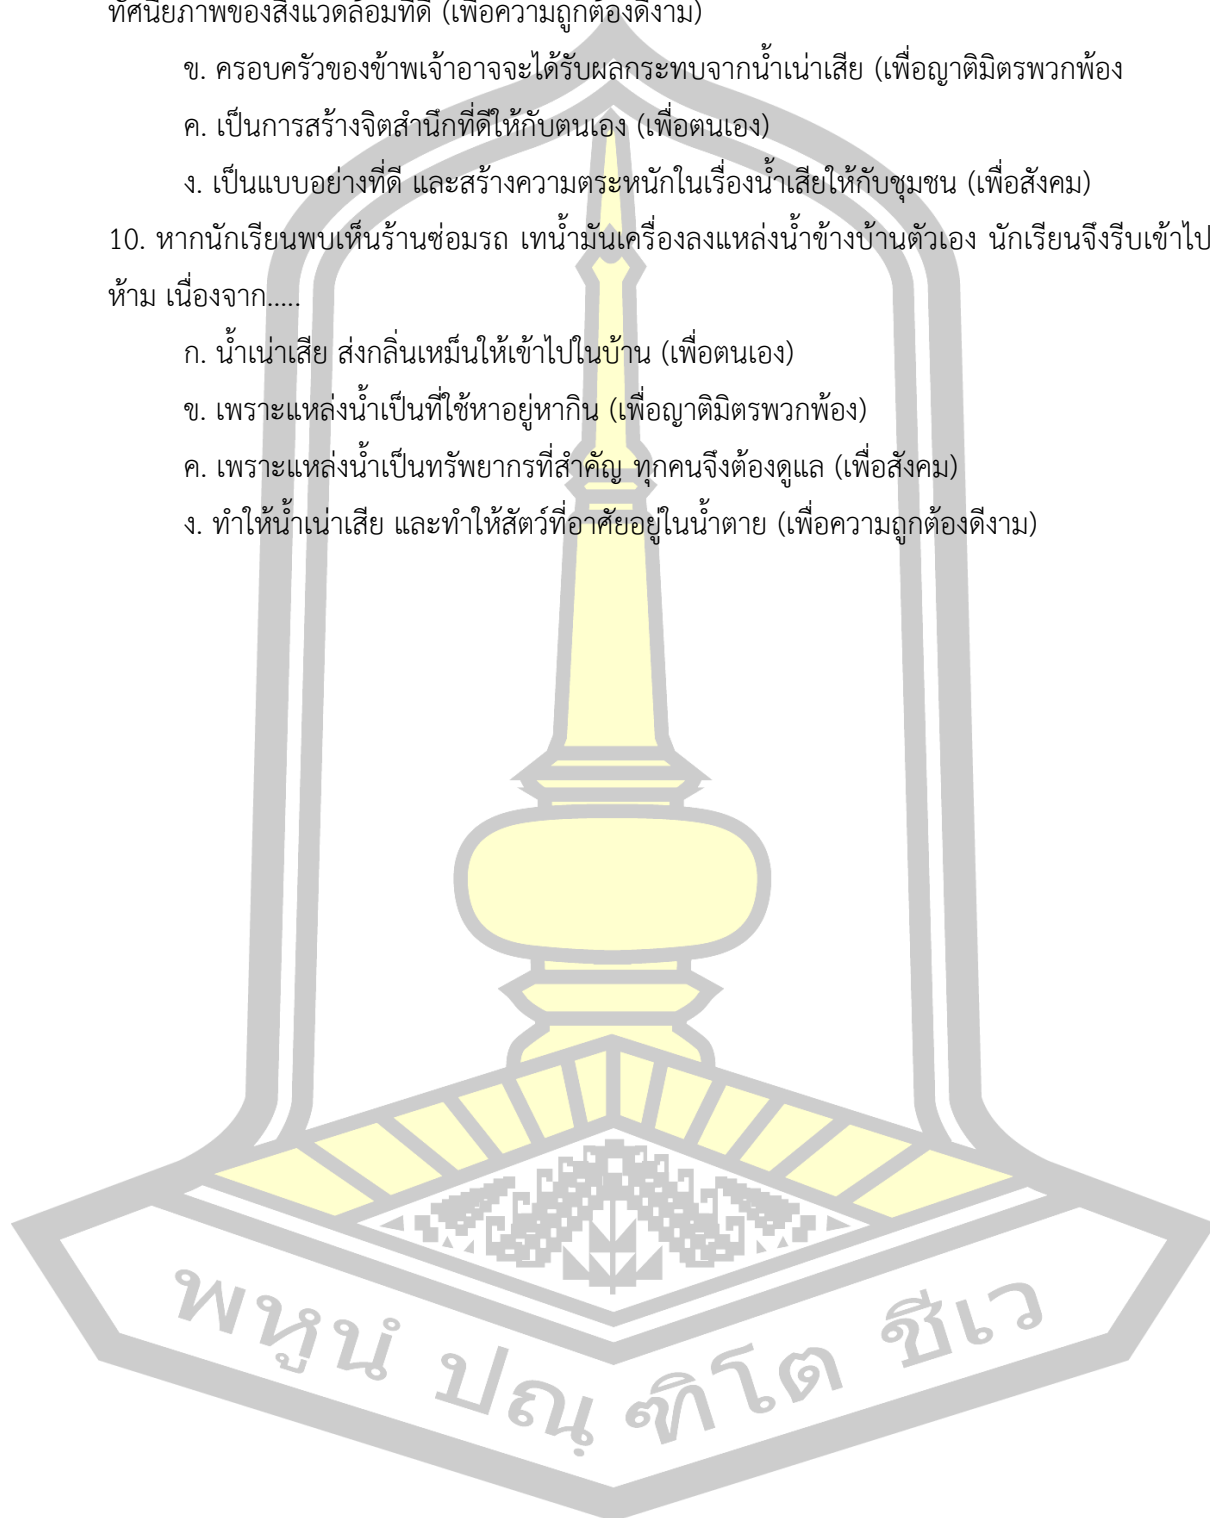 ทัศนียภาพของสิ่งแวดล้อมที่ดี (เพื่อความถูกต้องดีงาม)
ข. ครอบครัวของข้าพเจ้าอาจจะได้รับผลกระทบจากน้ำเน่าเสีย (เพื่อญาติมิตรพวกพ้อง
ค. เป็นการสร้างจิตสำนึกที่ดีให้กับตนเอง (เพื่อตนเอง)
ง. เป็นแบบอย่างที่ดี และสร้างความตระหนักในเรื่องน้ำเสียให้กับชุมชน (เพื่อสังคม)
10. หากนักเรียนพบเห็นร้านซ่อมรถ เทน้ำมันเครื่องลงแหล่งน้ำข้างบ้านตัวเอง นักเรียนจึงรีบเข้าไป
ห้าม เนื่องจาก.....
ก. น้ำเน่าเสีย ส่งกลิ่นเหม็นให้เข้าไปในบ้าน (เพื่อตนเอง)
ข. เพราะแหล่งน้ำเป็นที่ใช้หาอยู่หากิน (เพื่อญาติมิตรพวกพ้อง)
ค. เพราะแหล่งน้ำเป็นทรัพยากรที่สำคัญ ทุกคนจึงต้องดูแล (เพื่อสังคม)
ง. ทำให้น้ำเน่าเสีย และทำให้สัตว์ที่อาศัยอยู่ในน้ำตาย (เพื่อความถูกต้องดีงาม)
พหูนํ ปณฺฑิโต ชีเว